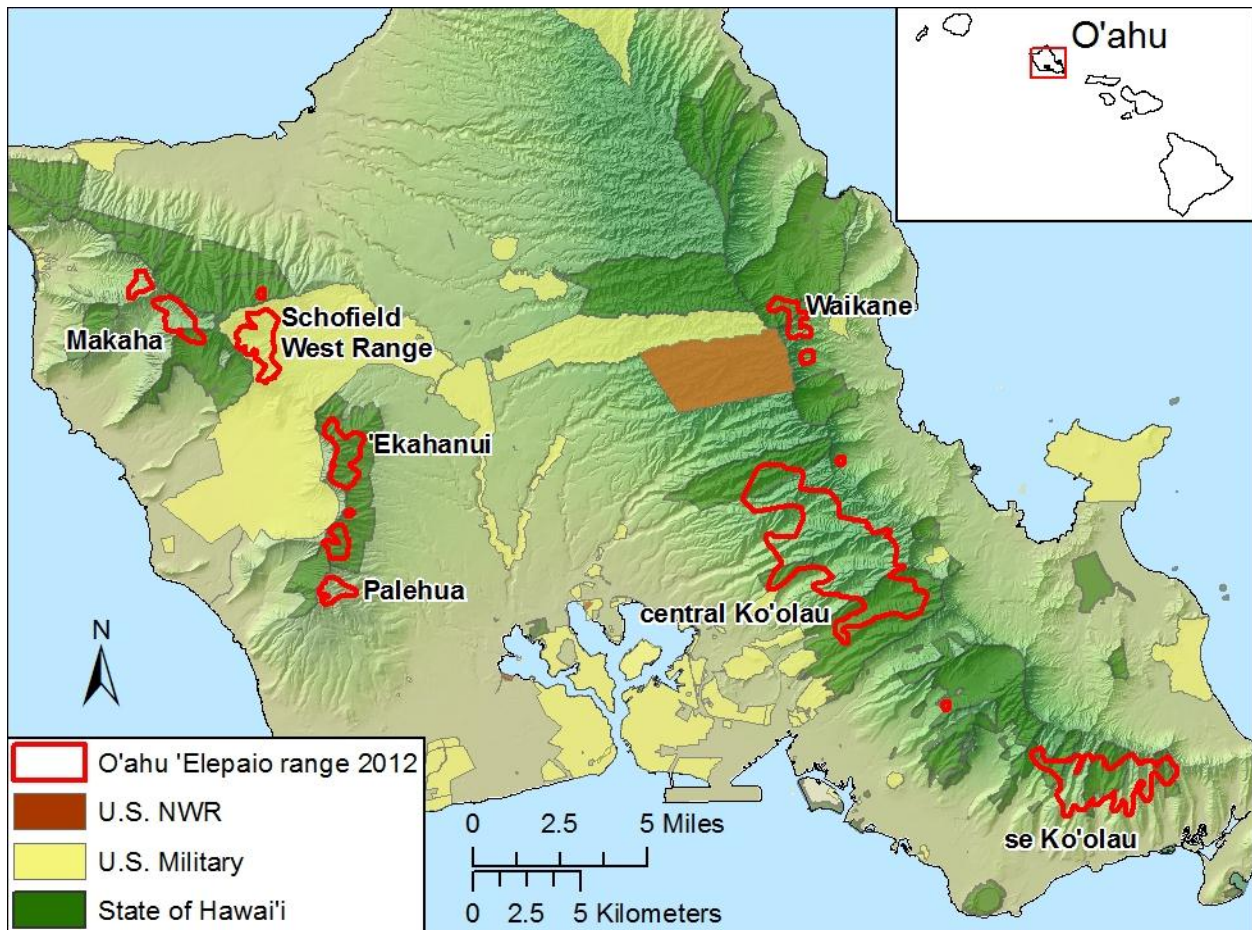 O'ahu
Waikane
Schofield
West Range
Makaha
'Ekahanui
Palehua
central Ko'olau
se Ko'olau
N
O'ahu 'Elepaio range 2012
U.S. NWR
U.S. Military
State of Hawai'i
0 2.5 5 Miles
0 2.5 5 Kilometers